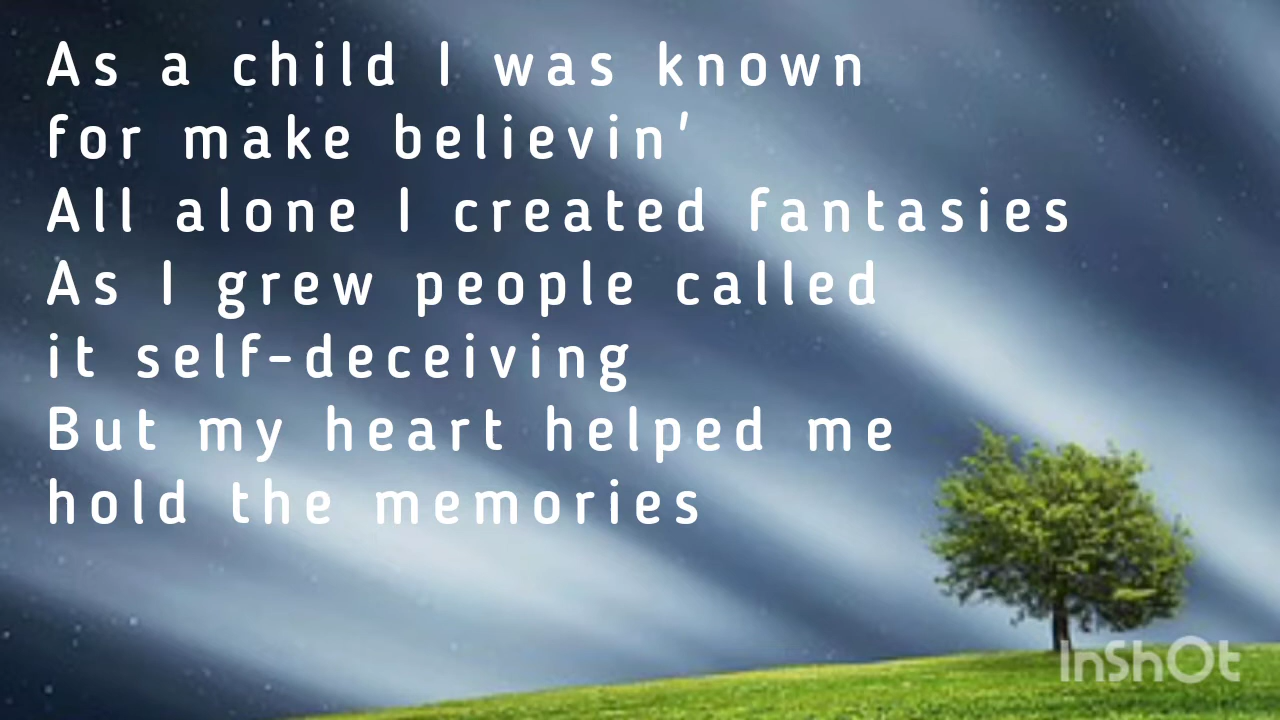 As a child I was known
for make believin'
All alone I created fantasies
As I grew people called
it self-deceiving
But my heart helped me
hold the memories
InShOt